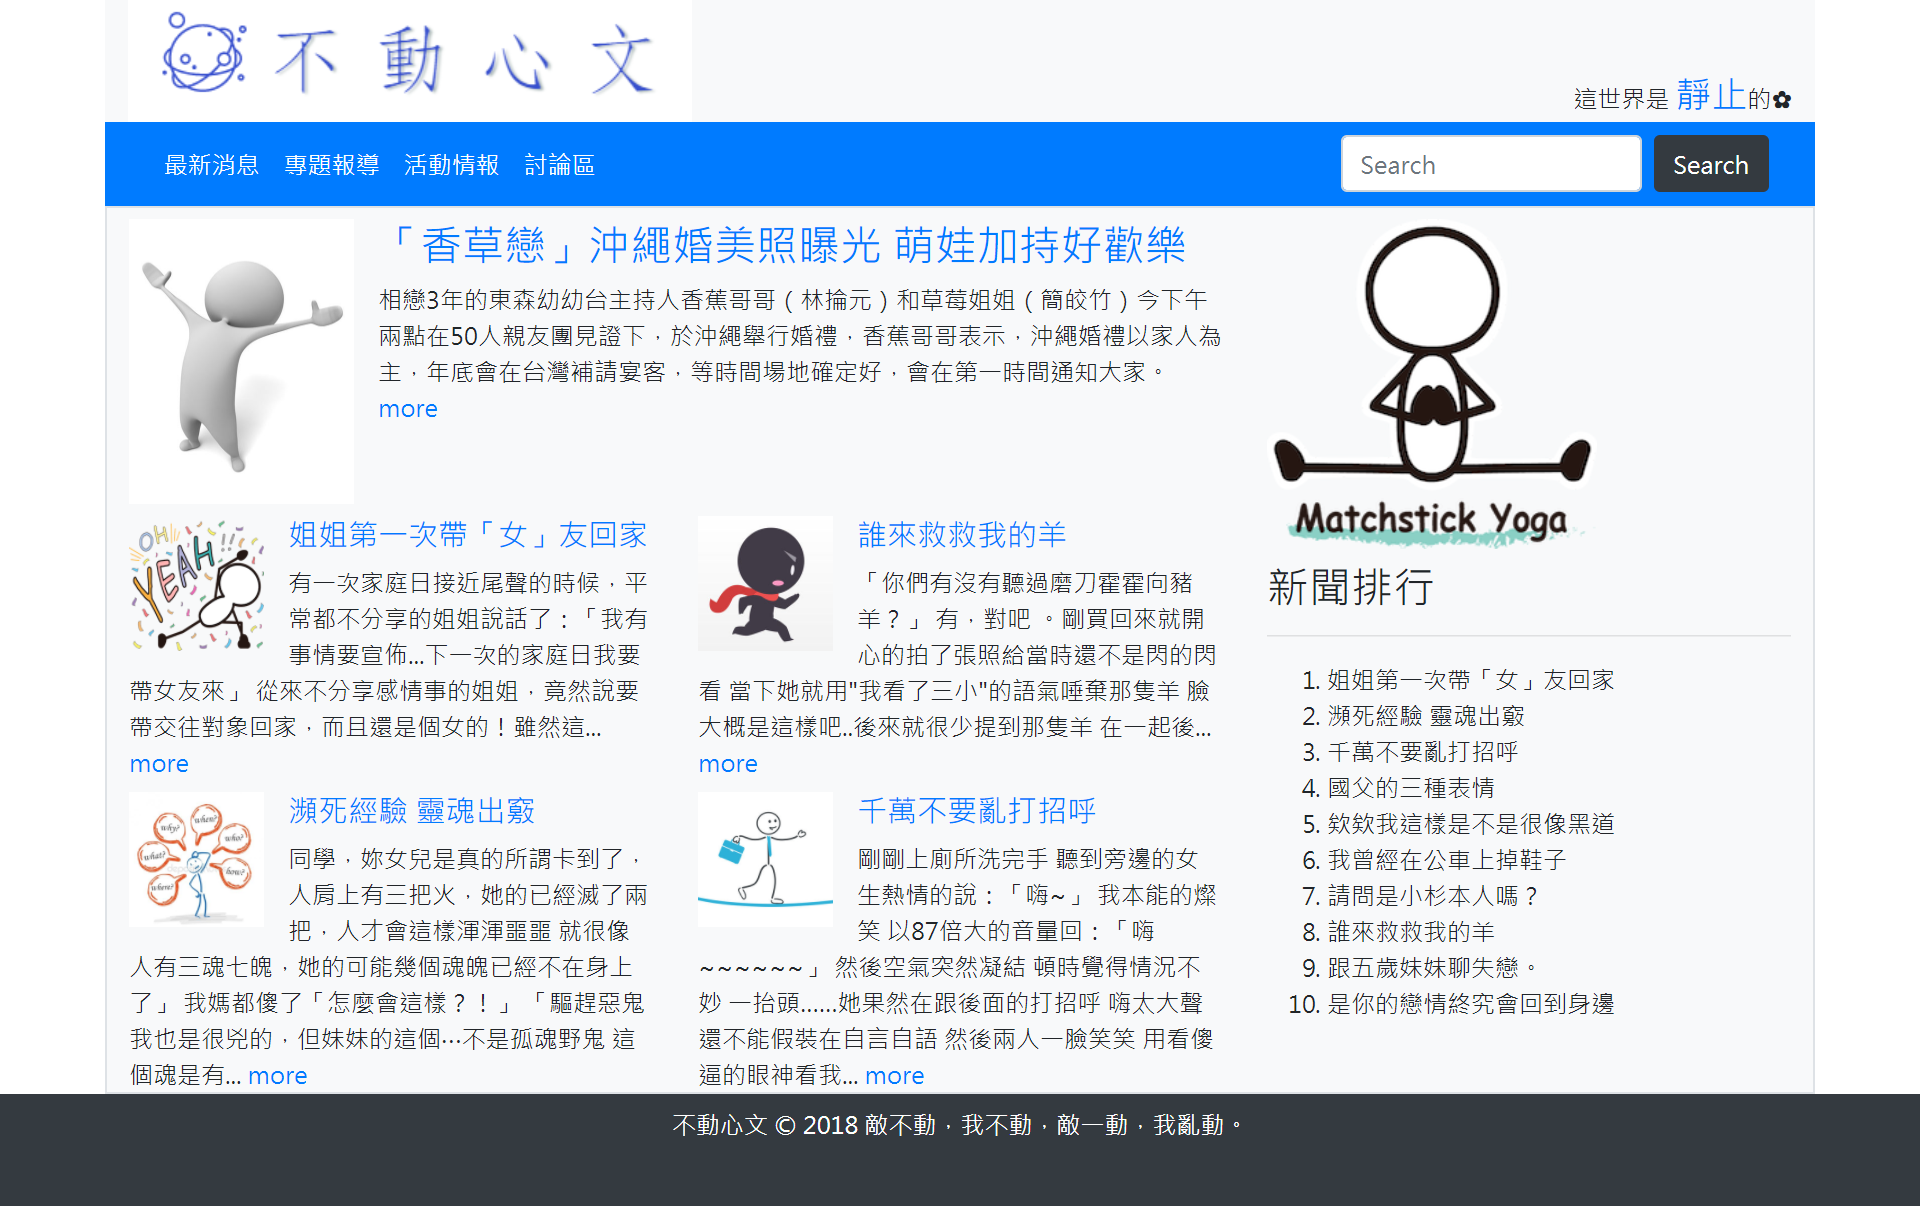 不動心文
這世界是 靜止的✿
最新消息 專題報導 活動情報 討論區
Search Search
「香草戀」沖繩婚美照曝光 萌娃加持好歡樂
相戀3年的東森幼幼台主持人香蕉哥哥（林掄元）和草莓姐姐（簡皎竹）今下午
兩點在50人親友團見證下，於沖繩舉行婚禮，香蕉哥哥表示，沖繩婚禮以家人為
主，年底會在台灣補請宴客，等時間場地確定好，會在第一時間通知大家。
more
OH!! YEAH
姐姐第一次帶「女」友回家
有一次家庭日接近尾聲的時候，平
常都不分享的姐姐說話了：「我有
事情要宣佈...下一次的家庭日我要
帶女友來」 從來不分享感情事的姐姐，竟然說要
帶交往對象回家，而且還是個女的！雖然這...
more
誰來救救我的羊
「你們有沒有聽過磨刀霍霍向豬
羊？」 有，對吧 。剛買回來就開
心的拍了張照給當時還不是閃的閃
看 當下她就用"我看了三小"的語氣唾棄那隻羊 臉
大概是這樣吧..後來就很少提到那隻羊 在一起後...
more
why? when? who?
what? how?
where?
瀕死經驗 靈魂出竅
同學，妳女兒是真的所謂卡到了，
人肩上有三把火，她的已經滅了兩
把，人才會這樣渾渾噩噩 就很像
人有三魂七魄，她的可能幾個魂魄已經不在身上
了」 我媽都傻了「怎麼會這樣？！」 「驅趕惡鬼
我也是很兇的，但妹妹的這個⋯不是孤魂野鬼 這
個魂是有... more
千萬不要亂打招呼
剛剛上廁所洗完手 聽到旁邊的女
生熱情的說：「嗨~」 我本能的燦
笑 以87倍大的音量回：「嗨
~~~~~~」 然後空氣突然凝結 頓時覺得情況不
妙 一抬頭......她果然在跟後面的打招呼 嗨太大聲
還不能假裝在自言自語 然後兩人一臉笑笑 用看傻
逼的眼神看我... more
Matchstick Yoga
新聞排行
1. 姐姐第一次帶「女」友回家
2. 瀕死經驗 靈魂出竅
3. 千萬不要亂打招呼
4. 國父的三種表情
5. 欸欸我這樣是不是很像黑道
6. 我曾經在公車上掉鞋子
7. 請問是小杉本人嗎？
8. 誰來救救我的羊
9. 跟五歲妹妹聊失戀。
10. 是你的戀情終究會回到身邊
不動心文 © 2018 敵不動，我不動，敵一動，我亂動。